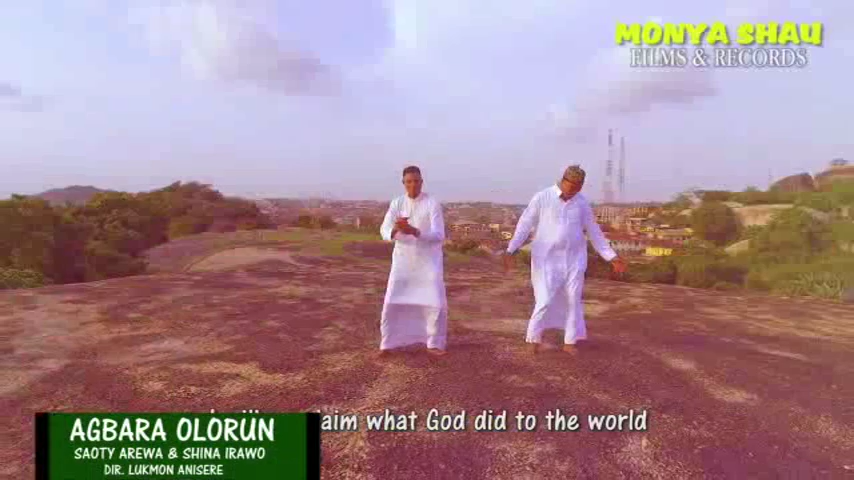 MONYA SHAU
FILMS & RECORDS
what God did to the world
AGBARA OLORUN
SAOTY AREWA & SHINA IRAWO
DIR. LUKMON ANISERE